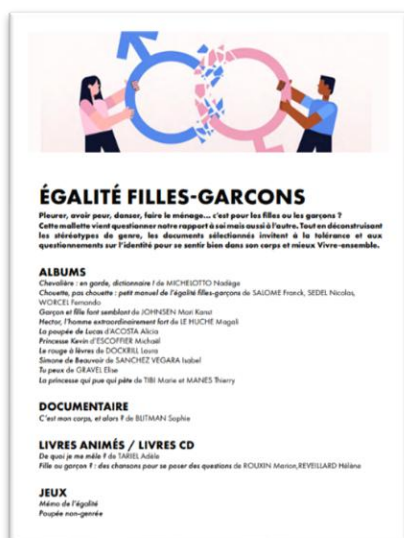 ÉGALITÉ FILLES-GARCONS
Pleurer, avoir peur, danser, faire le ménage... c'est pour les filles ou les garçons ?
Cette mallette vient questionner notre rapport à soi mais aussi à l'autre. Tout en déconstruisant
les stéréotypes de genre, les documents sélectionnés invitent à la tolérance et aux
questionnements sur l'identité pour se sentir bien dans son corps et mieux Vivre-ensemble.
ALBUMS
Chevalière : en garde, dictionnaire ! de MICHELOTTO Nadège
Chouette, pas chouette : petit manuel de l'égalité filles-garçons de SALOME Franck, SEDEL Nicolas,
WORCEL Fernando
Garçon et fille font semblant de JOHNSEN Mari Kanst
Hector, l'homme extraordinairement fort de LE HUCHE Magali
La poupée de Lucas d'ACOSTA Alicia
Princesse Kevin d'ESCOFFIER Michaël
Le rouge à lèvres de DOCKRILL Laura
Simone de Beauvoir de SANCHEZ VEGARA Isabel
Tu peux de GRAVEL Elise
La princesse qui pue qui pète de TIBI Marie et MANES Thierry
DOCUMENTAIRE
C'est mon corps, et alors ? de BLITMAN Sophie
LIVRES ANIMÉS / LIVRES CD
De quoi je me mêle ? de TARIEL Adèle
Fille ou garçon ? : des chansons pour se poser des questions de ROUXIN Marion,REVEILLARD Hélène
JEUX
Mémo de l'égalité
Poupée non-genrée